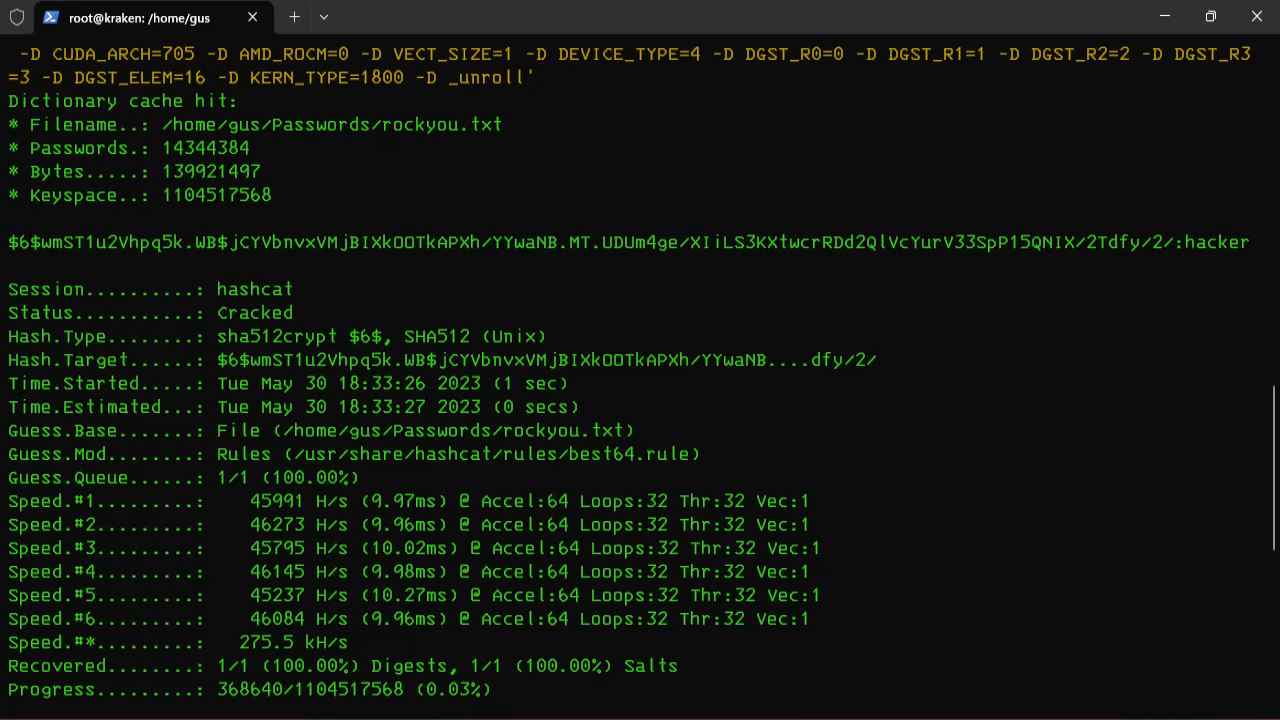 root@kraken: /home/gus
-D CUDA_ARCH=705 -D AMD_ROCM=0 -D VECT_SIZE=1 -D DEVICE_TYPE=4 -D DGST_R0=0 -D DGST_R1=1 -D DGST_R2=2 -D DGST_R3
=3 -D DGST_ELEM=16 -D KERN_TYPE=1800 -D _unroll'
Dictionary cache hit:
* Filename..: /home/gus/Passwords/rockyou.txt
* Passwords.: 14344384
* Bytes.....: 139921497
* Keyspace..: 1104517568
$6$wmST1u2Vhpq5k.WB$jCYVbnvxVMjBIXkOOTkAPXh/YYwaNB.MT.UDUm4ge/XIiLS3KXtwcrRDd2QlVcYurV33SpP15QNIX/2Tdfy/2/:hacker
Session..........: hashcat
Status...........: Cracked
Hash.Type........: sha512crypt $6$, SHA512 (Unix)
Hash.Target......: $6$wmST1u2Vhpq5k.WB$jCYVbnvxVMjBIXkOOTkAPXh/YYwaNB....dfy/2/
Time.Started.....: Tue May 30 18:33:26 2023 (1 sec)
Time.Estimated...: Tue May 30 18:33:27 2023 (0 secs)
Guess.Base.......: File (/home/gus/Passwords/rockyou.txt)
Guess.Mod........: Rules (/usr/share/hashcat/rules/best64.rule)
Guess.Queue......: 1/1 (100.00%)
Speed.#1.........:    45991 H/s (9.97ms) @ Accel:64 Loops:32 Thr:32 Vec:1
Speed.#2.........:    46273 H/s (9.96ms) @ Accel:64 Loops:32 Thr:32 Vec:1
Speed.#3.........:    45795 H/s (10.02ms) @ Accel:64 Loops:32 Thr:32 Vec:1
Speed.#4.........:    46145 H/s (9.98ms) @ Accel:64 Loops:32 Thr:32 Vec:1
Speed.#5.........:    45237 H/s (10.27ms) @ Accel:64 Loops:32 Thr:32 Vec:1
Speed.#6.........:    46084 H/s (9.96ms) @ Accel:64 Loops:32 Thr:32 Vec:1
Speed.#*.........:   275.5 kH/s
Recovered........: 1/1 (100.00%) Digests, 1/1 (100.00%) Salts
Progress.........: 368640/1104517568 (0.03%)